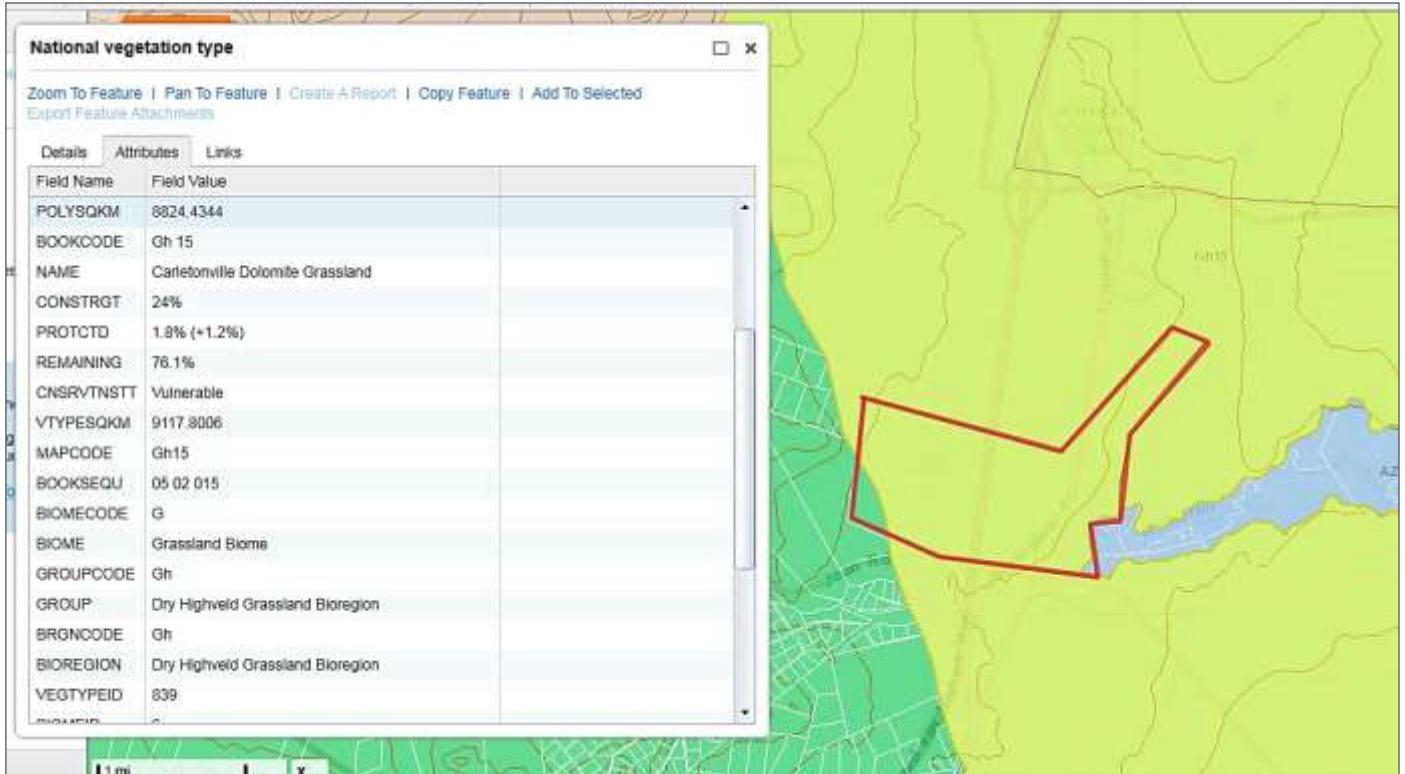 National vegetation type
Zoom To Feature | Pan To Feature | Create A Report | Copy Feature | Add To Selected
Export Feature Attachments
Details Attributes Links
Field Name Field Value
POLYSQKM 8824.4344
BOOKCODE Gh 15
NAME Carletonville Dolomite Grassland
CONSTRGT 24%
PROTCTD 1.8% (+1.2%)
REMAINING 76.1%
CNSRVTNSTT Vulnerable
VTYPESQKM 9117.8006
MAPCODE Gh15
BOOKSEQU 05 02 015
BIOMECODE G
BIOME Grassland Biome
GROUPCODE Gh
GROUP Dry Highveld Grassland Bioregion
BRGNCODE Gh
BIOREGION Dry Highveld Grassland Bioregion
VEGTYPEID 839
Gh15
AZ
1 mi